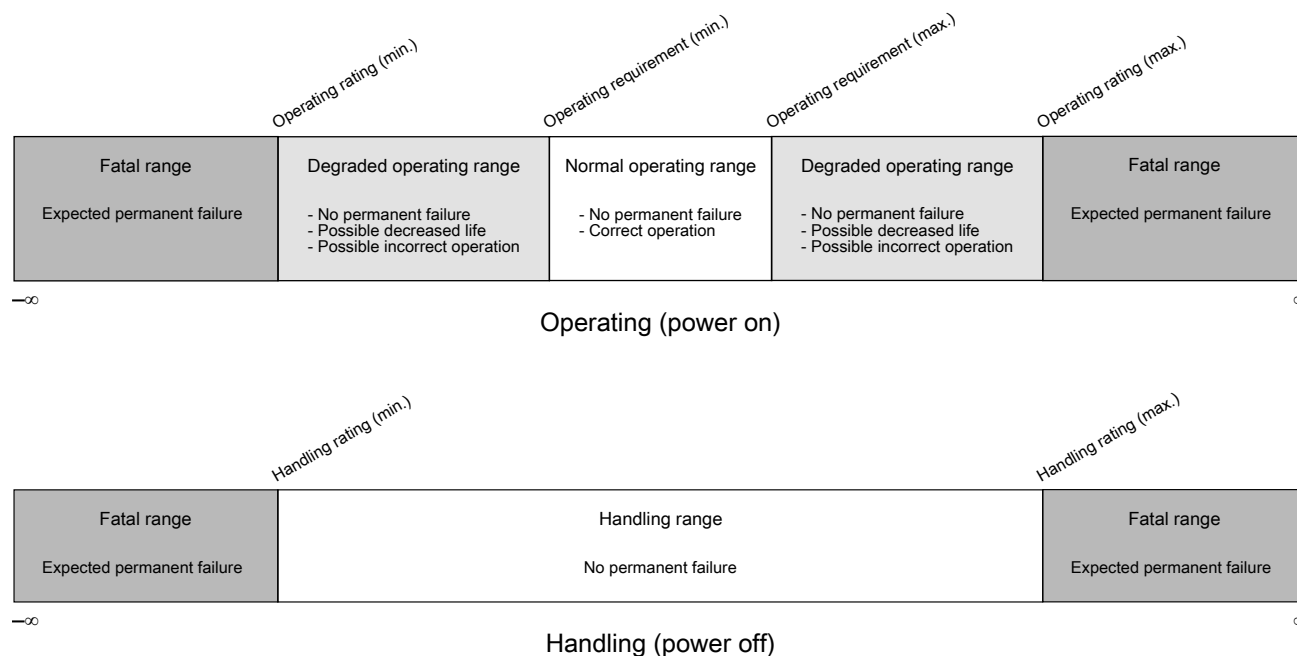 Operating rating (min.)
Operating requirement (min.)
Operating requirement (max.)
Operating rating (max.)
Fatal range
Expected permanent failure
Degraded operating range
- No permanent failure
- Possible decreased life
- Possible incorrect operation
Normal operating range
- No permanent failure
- Correct operation
Degraded operating range
- No permanent failure
- Possible decreased life
- Possible incorrect operation
Fatal range
Expected permanent failure
–∞
Operating (power on)
Handling rating (min.)
Handling rating (max.)
Fatal range
Expected permanent failure
Handling range
No permanent failure
Fatal range
Expected permanent failure
–∞
Handling (power off)